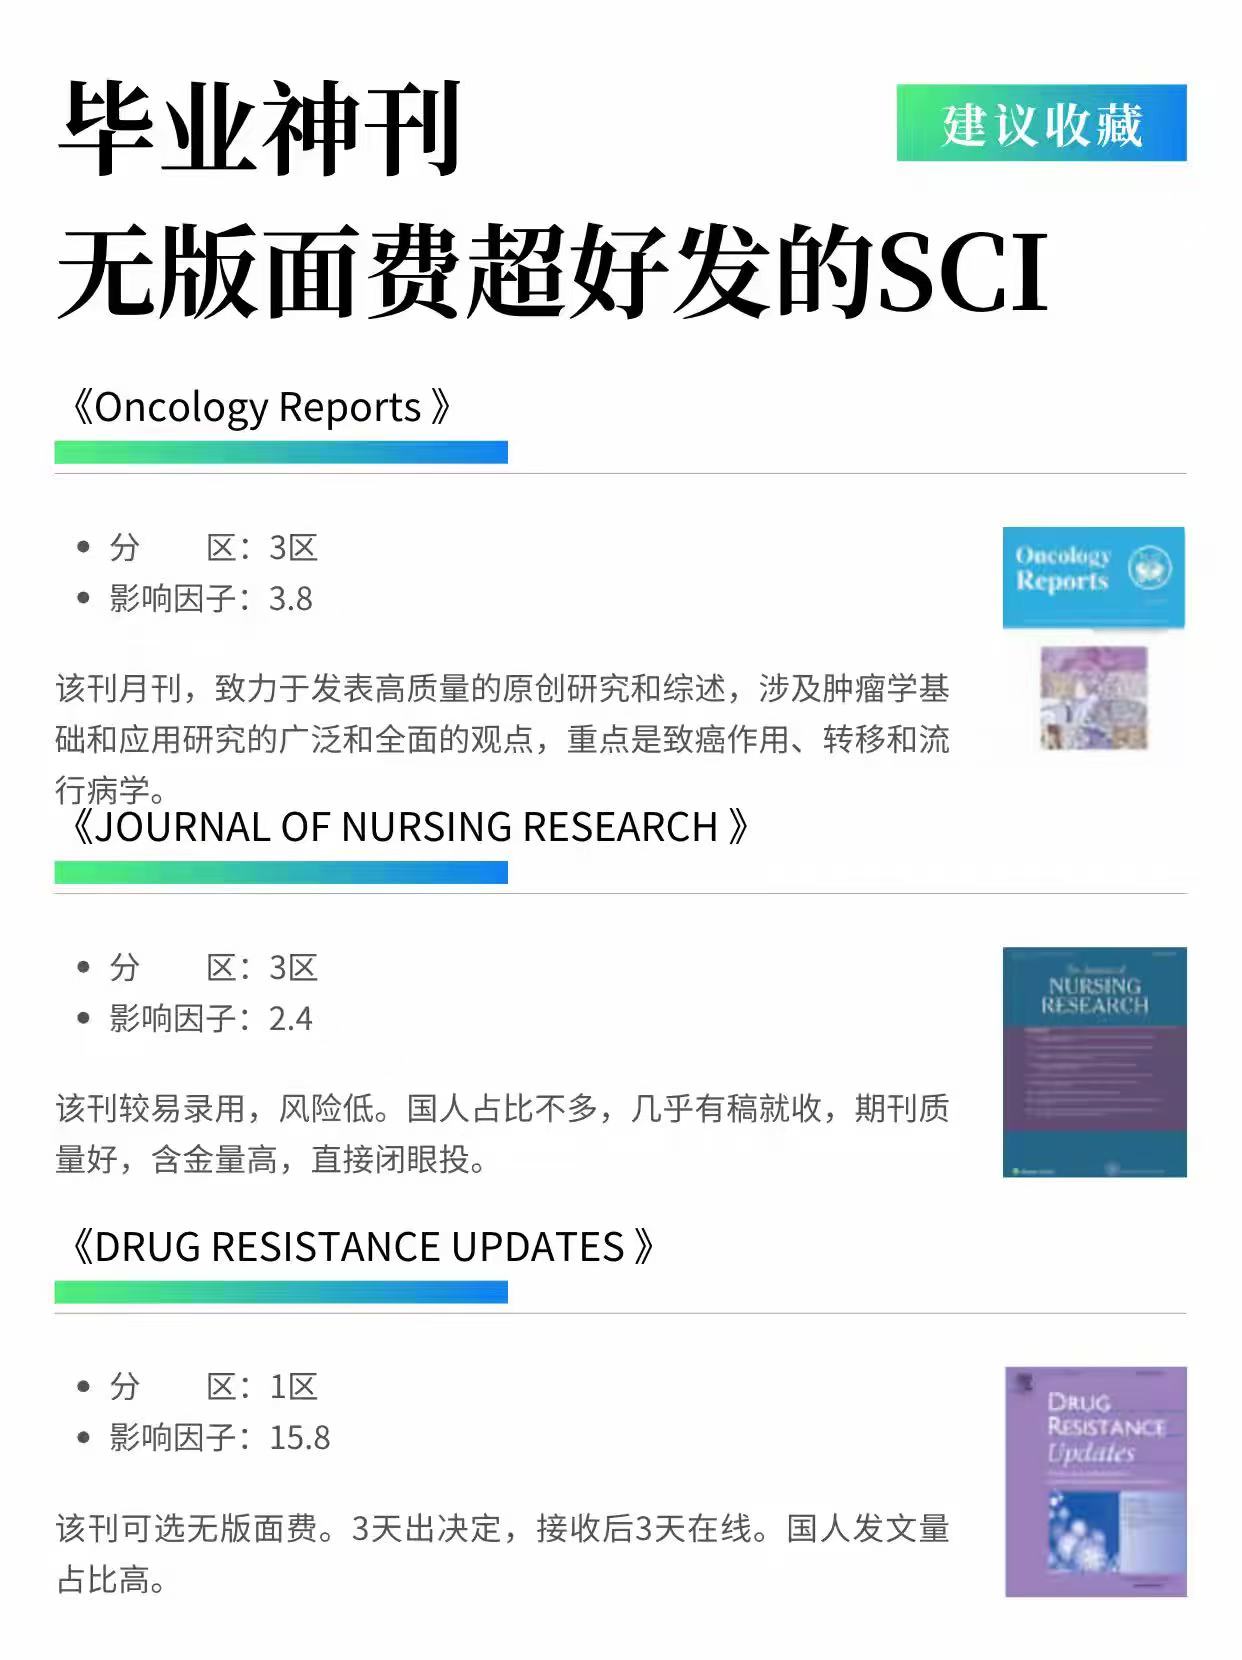 毕业神刊
建议收藏
无版面费超好发的SCI
《Oncology Reports 》
• 分　　区：3区
• 影响因子：3.8
Oncology
Reports
该刊月刊，致力于发表高质量的原创研究和综述，涉及肿瘤学基
础和应用研究的广泛和全面的观点，重点是致癌作用、转移和流
行病学。
《JOURNAL OF NURSING RESEARCH 》
• 分　　区：3区
• 影响因子：2.4
NURSING
RESEARCH
该刊较易录用，风险低。国人占比不多，几乎有稿就收，期刊质
量好，含金量高，直接闭眼投。
《DRUG RESISTANCE UPDATES 》
• 分　　区：1区
• 影响因子：15.8
DRUG
RESISTANCE
Updates
该刊可选无版面费。3天出决定，接收后3天在线。国人发文量
占比高。